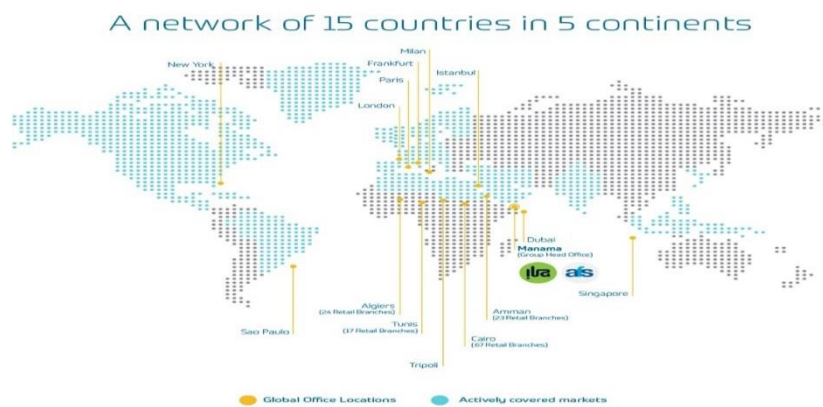 A network of 15 countries in 5 continents
Milan
New York
Frankfurt
Istanbul
Paris
London
Dubai
Manama
(Group Head Office)
ila
afs
Singapore
Algiers
(24 Retail Branches)
Amman
(23 Retail Branches)
Tunis
(17 Retail Branches)
Sao Paulo
Cairo
(67 Retail Branches)
Tripoli
Global Office Locations
Actively covered markets